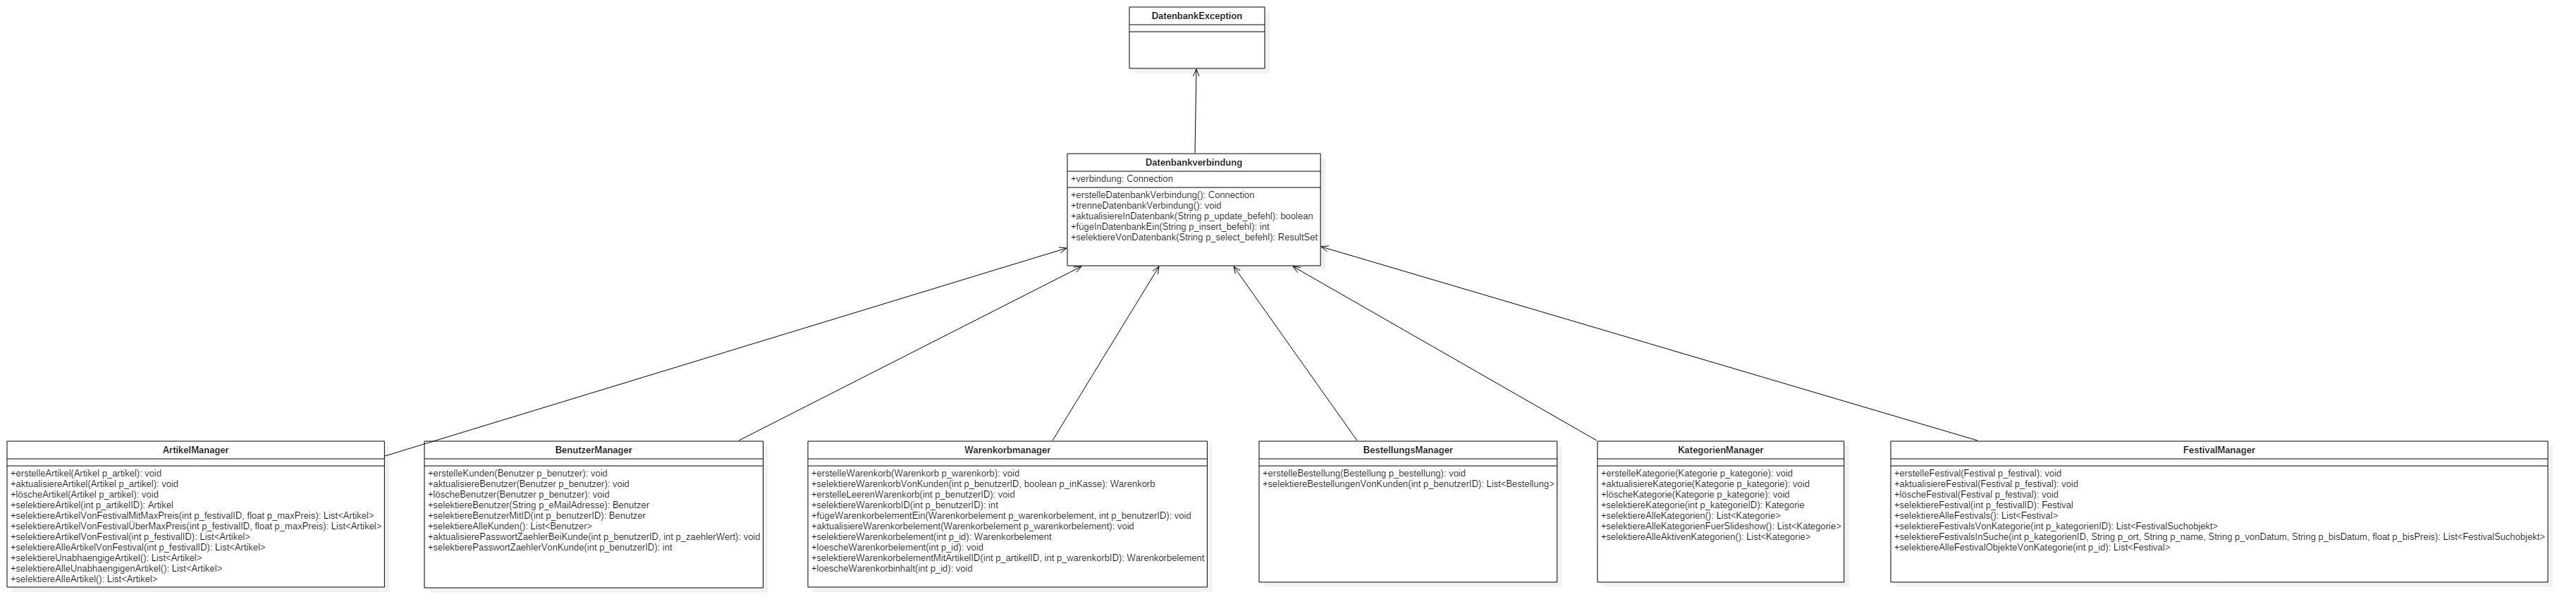 DatenbankException
Datenbankverbindung
+verbindung: Connection
+erstelleDatenbankVerbindung(): Connection
+trenneDatenbankVerbindung(): void
+aktualisiereInDatenbank(String p_update_befehl): boolean
+fügeInDatenbankEin(String p_insert_befehl): int
+selektiereVonDatenbank(String p_select_befehl): ResultSet
ArtikelManager
+erstelleArtikel(Artikel p_artikel): void
+aktualisiereArtikel(Artikel p_artikel): void
+löscheArtikel(Artikel p_artikel): void
+selektiereArtikel(int p_artikelID): Artikel
+selektiereArtikelVonFestivalMitMaxPreis(int p_festivalID, float p_maxPreis): List<Artikel>
+selektiereArtikelVonFestivalÜberMaxPreis(int p_festivalID, float p_maxPreis): List<Artikel>
+selektiereArtikelVonFestival(int p_festivalID): List<Artikel>
+selektiereAlleArtikelVonFestival(int p_festivalID): List<Artikel>
+selektiereUnabhaengigeArtikel(): List<Artikel>
+selektiereAlleUnabhaengigenArtikel(): List<Artikel>
+selektiereAlleArtikel(): List<Artikel>
BenutzerManager
+erstelleKunden(Benutzer p_benutzer): void
+aktualisiereBenutzer(Benutzer p_benutzer): void
+löscheBenutzer(Benutzer p_benutzer): void
+selektiereBenutzer(String p_eMailAdresse): Benutzer
+selektiereBenutzerMitID(int p_benutzerID): Benutzer
+selektiereAlleKunden(): List<Benutzer>
+aktualisierePasswortZaehlerBeiKunde(int p_benutzerID, int p_zaehlerWert): void
+selektierePasswortZaehlerVonKunde(int p_benutzerID): int
Warenkorbmanager
+erstelleWarenkorb(Warenkorb p_warenkorb): void
+selektiereWarenkorbVonKunden(int p_benutzerID, boolean p_inKasse): Warenkorb
+erstelleLeerenWarenkorb(int p_benutzerID): void
+selektiereWarenkorbID(int p_benutzerID): int
+fügeWarenkorbelementEin(Warenkorbelement p_warenkorbelement, int p_benutzerID): void
+aktualisiereWarenkorbelement(Warenkorbelement p_warenkorbelement): void
+selektiereWarenkorbelement(int p_id): Warenkorbelement
+loescheWarenkorbelement(int p_id): void
+selektiereWarenkorbelementMitArtikelID(int p_artikelID, int p_warenkorbID): Warenkorbelement
+loescheWarenkorbinhalt(int p_id): void
BestellungsManager
+erstelleBestellung(Bestellung p_bestellung): void
+selektiereBestellungenVonKunden(int p_benutzerID): List<Bestellung>
KategorienManager
+erstelleKategorie(Kategorie p_kategorie): void
+aktualisiereKategorie(Kategorie p_kategorie): void
+löscheKategorie(Kategorie p_kategorie): void
+selektiereKategorie(int p_kategorieID): Kategorie
+selektiereAlleKategorien(): List<Kategorie>
+selektiereAlleKategorienFuerSlideshow(): List<Kategorie>
+selektiereAlleAktivenKategorien(): List<Kategorie>
FestivalManager
+erstelleFestival(Festival p_festival): void
+aktualisiereFestival(Festival p_festival): void
+löscheFestival(Festival p_festival): void
+selektiereFestival(int p_festivalID): Festival
+selektiereAlleFestivals(): List<Festival>
+selektiereFestivalsVonKategorie(int p_kategorienID): List<FestivalSuchobjekt>
+selektiereFestivalsInSuche(int p_kategorienID, String p_ort, String p_name, String p_vonDatum, String p_bisDatum, float p_bisPreis): List<FestivalSuchobjekt>
+selektiereAlleFestivalObjekteVonKategorie(int p_id): List<Festival>